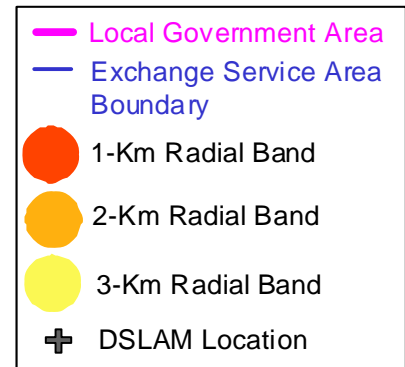 Local Government Area
Exchange Service Area
Boundary
1-Km Radial Band
2-Km Radial Band
3-Km Radial Band
DSLAM Location